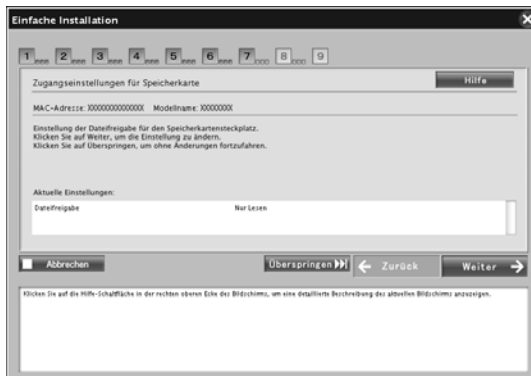 Einfache Installation
1 2 3 4 5 6 7 8 9
Zugangseinstellungen für Speicherkarte
Hilfe
MAC-Adresse: XXXXXXXXXXXXXX Modellname: XXXXXXXX
Einstellung der Dateifreigabe für den Speicherkartensteckplatz.
Klicken Sie auf Weiter, um die Einstellung zu ändern.
Klicken Sie auf Überspringen, um ohne Änderungen fortzufahren.
Aktuelle Einstellungen:
Dateifreigabe Nur Lesen
Abbrechen Überspringen Zurück Weiter
Klicken Sie auf die Hilfe-Schaltfläche in der rechten oberen Ecke des Bildschirms, um eine detaillierte Beschreibung des aktuellen Bildschirms anzuzeigen.